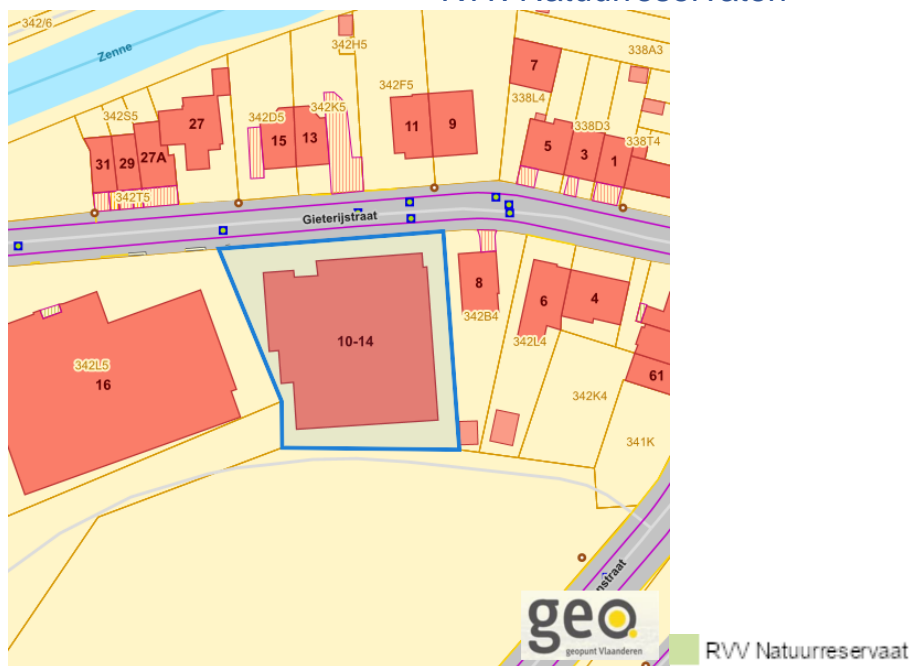 342/6
Zenne
342H5
338A3
7
342S5
27
342D5
342K5
342F5
338L4
338D3
15
13
11
9
5
3
1
338T4
31
29
27A
342T5
Gieterijstraat
8
6
4
342B4
10-14
342L4
342L5
16
61
342K4
341K
nstraat
geo
geopunt Vlaanderen
RVV Natuurreservaat